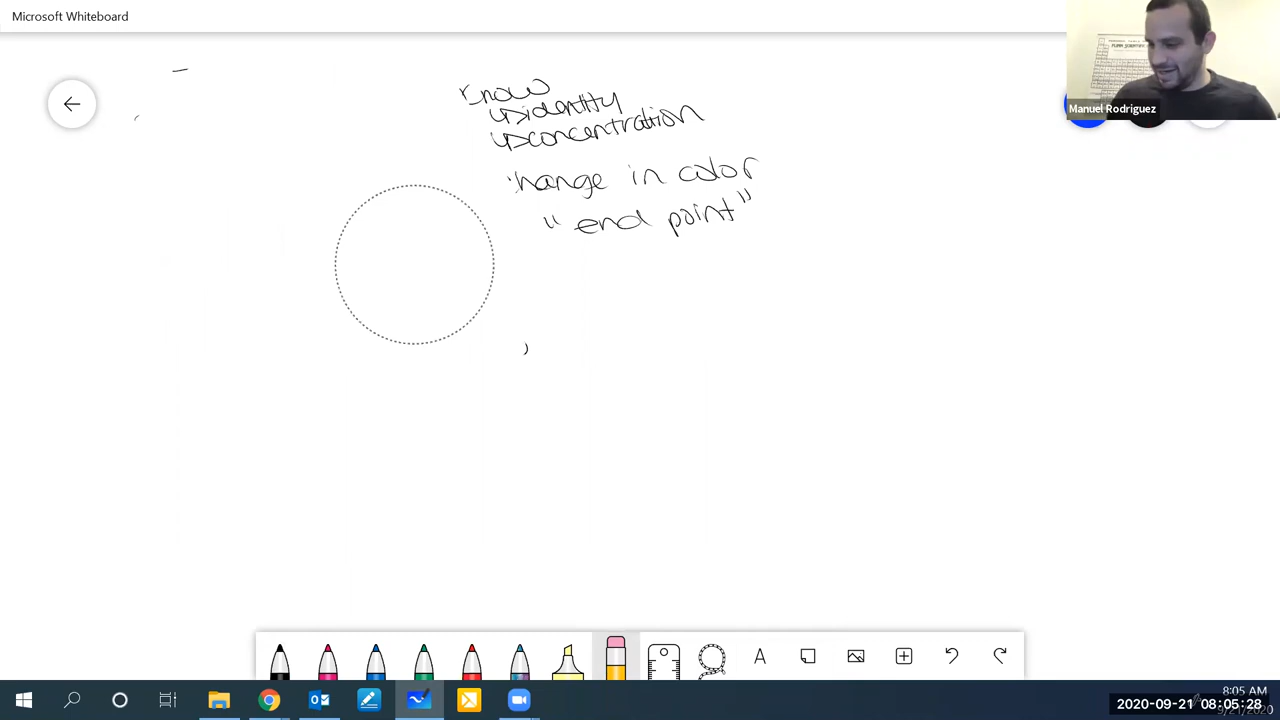 Microsoft Whiteboard
know
↳identity
↳concentration
hange in color
"end point"
Manuel Rodriguez
8:05 AM
2020-09-21 08:05:28